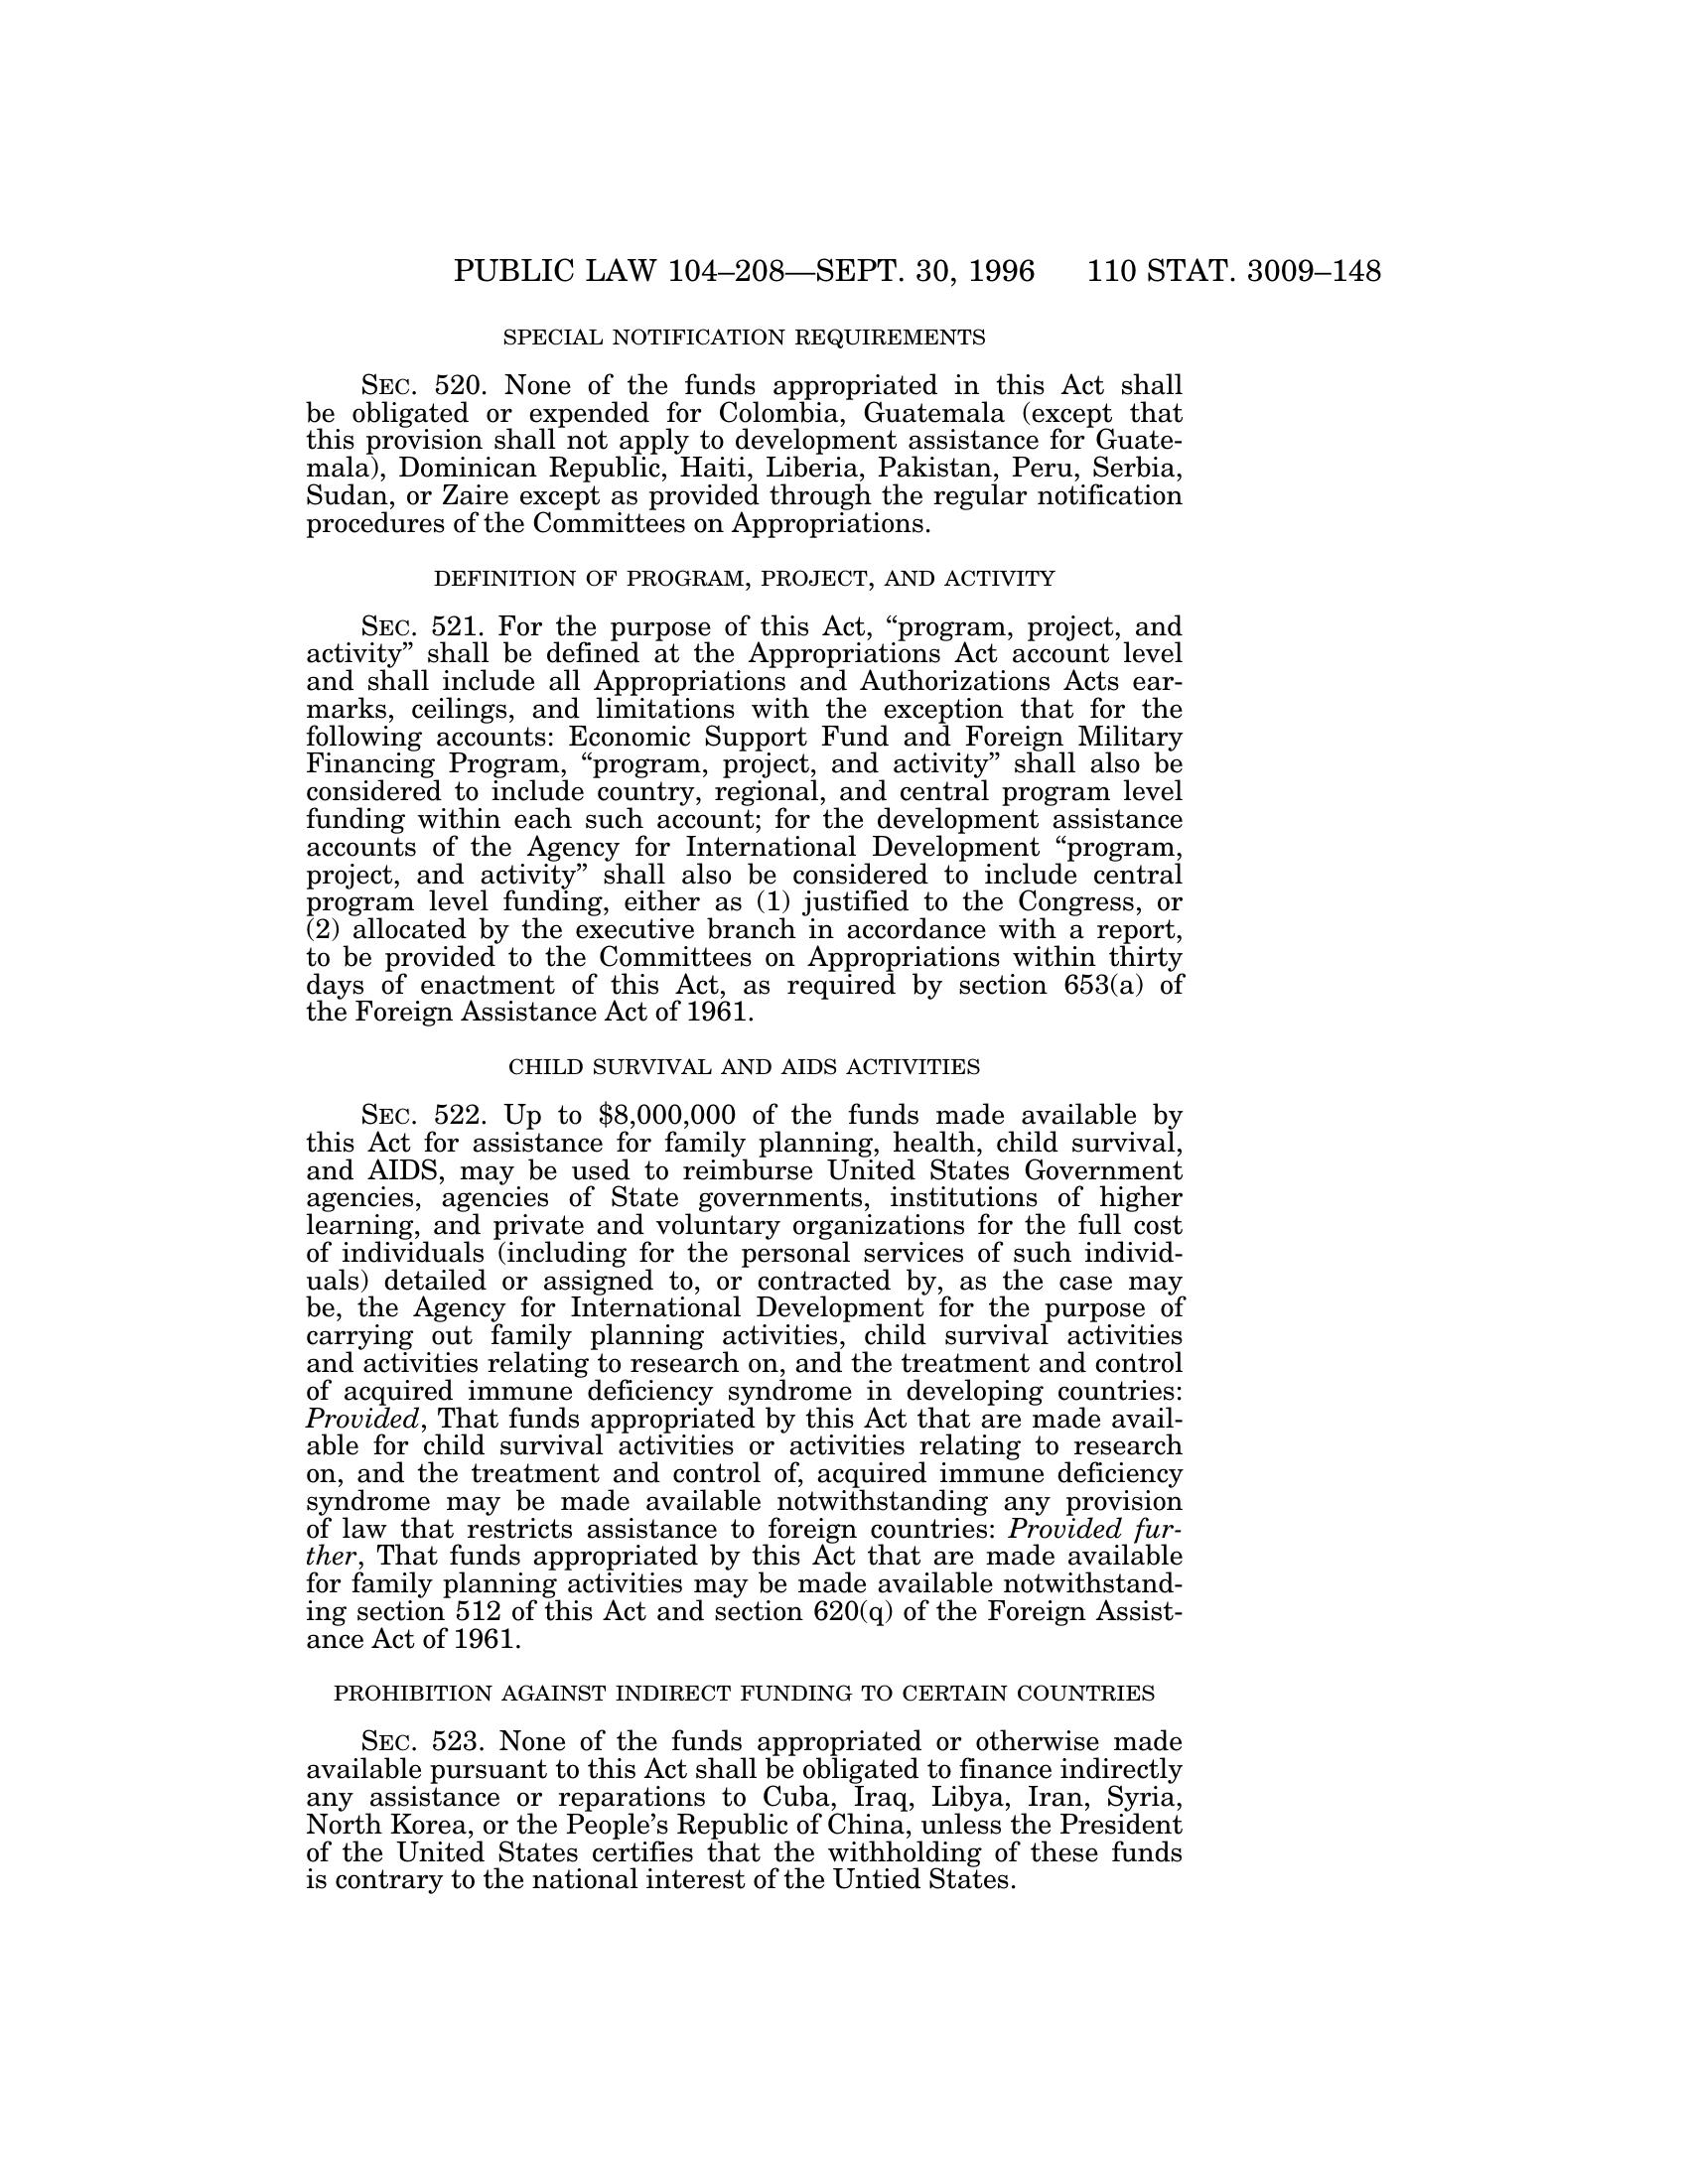 PUBLIC LAW 104–208—SEPT. 30, 1996 110 STAT. 3009–148
SPECIAL NOTIFICATION REQUIREMENTS
SEC. 520. None of the funds appropriated in this Act shall
be obligated or expended for Colombia, Guatemala (except that
this provision shall not apply to development assistance for Guate-
mala), Dominican Republic, Haiti, Liberia, Pakistan, Peru, Serbia,
Sudan, or Zaire except as provided through the regular notification
procedures of the Committees on Appropriations.
DEFINITION OF PROGRAM, PROJECT, AND ACTIVITY
SEC. 521. For the purpose of this Act, “program, project, and
activity” shall be defined at the Appropriations Act account level
and shall include all Appropriations and Authorizations Acts ear-
marks, ceilings, and limitations with the exception that for the
following accounts: Economic Support Fund and Foreign Military
Financing Program, “program, project, and activity” shall also be
considered to include country, regional, and central program level
funding within each such account; for the development assistance
accounts of the Agency for International Development “program,
project, and activity” shall also be considered to include central
program level funding, either as (1) justified to the Congress, or
(2) allocated by the executive branch in accordance with a report,
to be provided to the Committees on Appropriations within thirty
days of enactment of this Act, as required by section 653(a) of
the Foreign Assistance Act of 1961.
CHILD SURVIVAL AND AIDS ACTIVITIES
SEC. 522. Up to $8,000,000 of the funds made available by
this Act for assistance for family planning, health, child survival,
and AIDS, may be used to reimburse United States Government
agencies, agencies of State governments, institutions of higher
learning, and private and voluntary organizations for the full cost
of individuals (including for the personal services of such individ-
uals) detailed or assigned to, or contracted by, as the case may
be, the Agency for International Development for the purpose of
carrying out family planning activities, child survival activities
and activities relating to research on, and the treatment and control
of acquired immune deficiency syndrome in developing countries:
Provided, That funds appropriated by this Act that are made avail-
able for child survival activities or activities relating to research
on, and the treatment and control of, acquired immune deficiency
syndrome may be made available notwithstanding any provision
of law that restricts assistance to foreign countries: Provided fur-
ther, That funds appropriated by this Act that are made available
for family planning activities may be made available notwithstand-
ing section 512 of this Act and section 620(q) of the Foreign Assist-
ance Act of 1961.
PROHIBITION AGAINST INDIRECT FUNDING TO CERTAIN COUNTRIES
SEC. 523. None of the funds appropriated or otherwise made
available pursuant to this Act shall be obligated to finance indirectly
any assistance or reparations to Cuba, Iraq, Libya, Iran, Syria,
North Korea, or the People’s Republic of China, unless the President
of the United States certifies that the withholding of these funds
is contrary to the national interest of the Untied States.